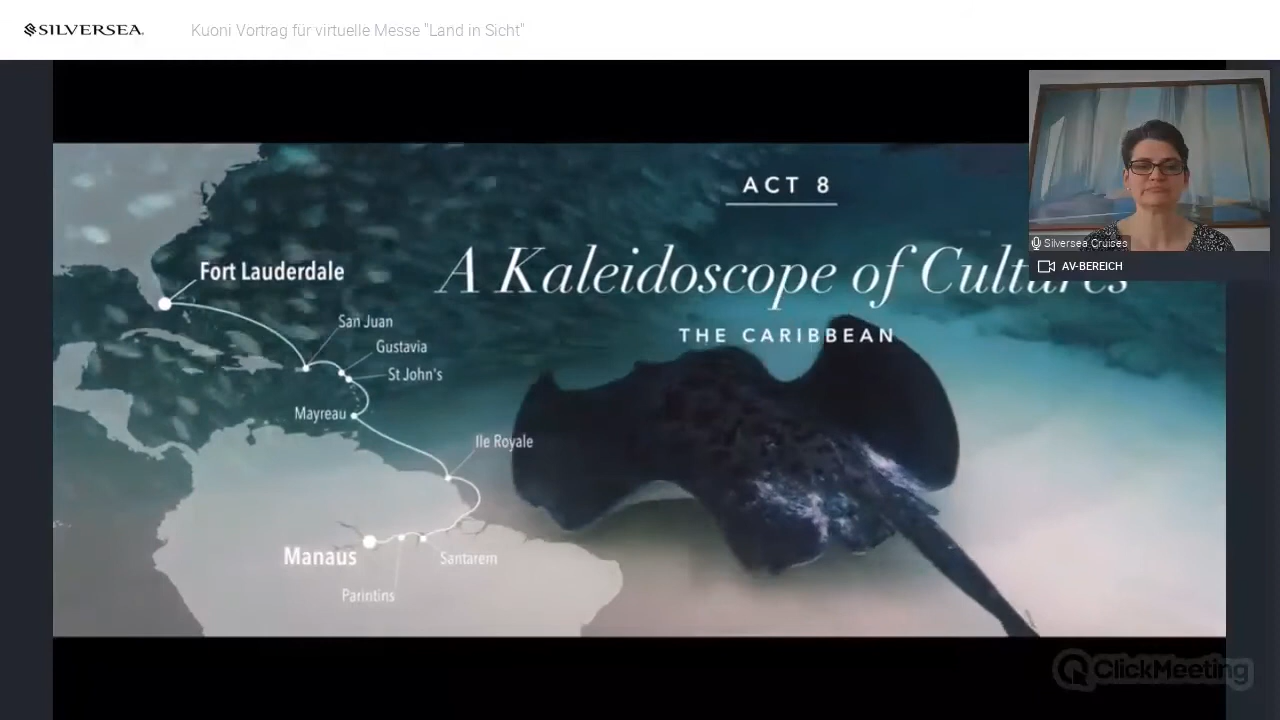 SILVERSEA
Kuoni Vortrag für virtuelle Messe "Land in Sicht"
ACT 8
A Kaleidoscope of Cultures
THE CARIBBEAN
Silversea Cruises
AV-BEREICH
Fort Lauderdale
San Juan
Gustavia
St John's
Mayreau
Ile Royale
Manaus
Santarem
Parintins
ClickMeeting